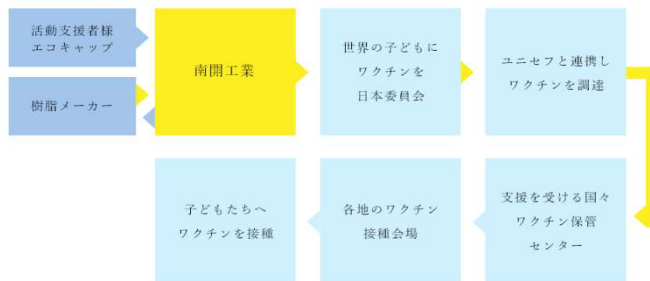 活動支援者様
エコキャップ
樹脂メーカー
南開工業
世界の子どもに
ワクチンを
日本委員会
ユニセフと連携し
ワクチンを調達
支援を受ける国々
ワクチン保管
センター
各地のワクチン
接種会場
子どもたちへ
ワクチンを接種